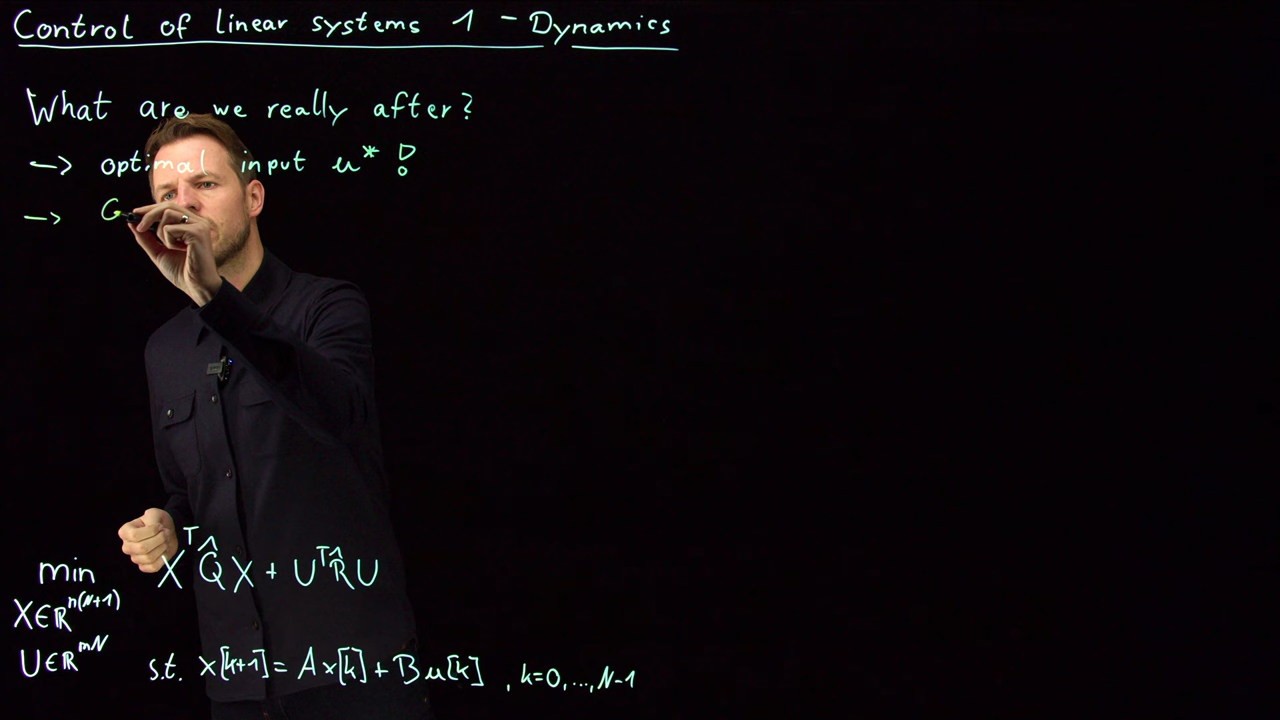 Control of linear systems 1 - Dynamics
What are we really after?
-> optimal input u* !
->
min X^T Q̂ X + U^T R̂ U
X∈ℝ^n(N+1)
U∈ℝ^mN
s.t. x[k+1] = Ax[k] + Bu[k] , k=0,...,N-1